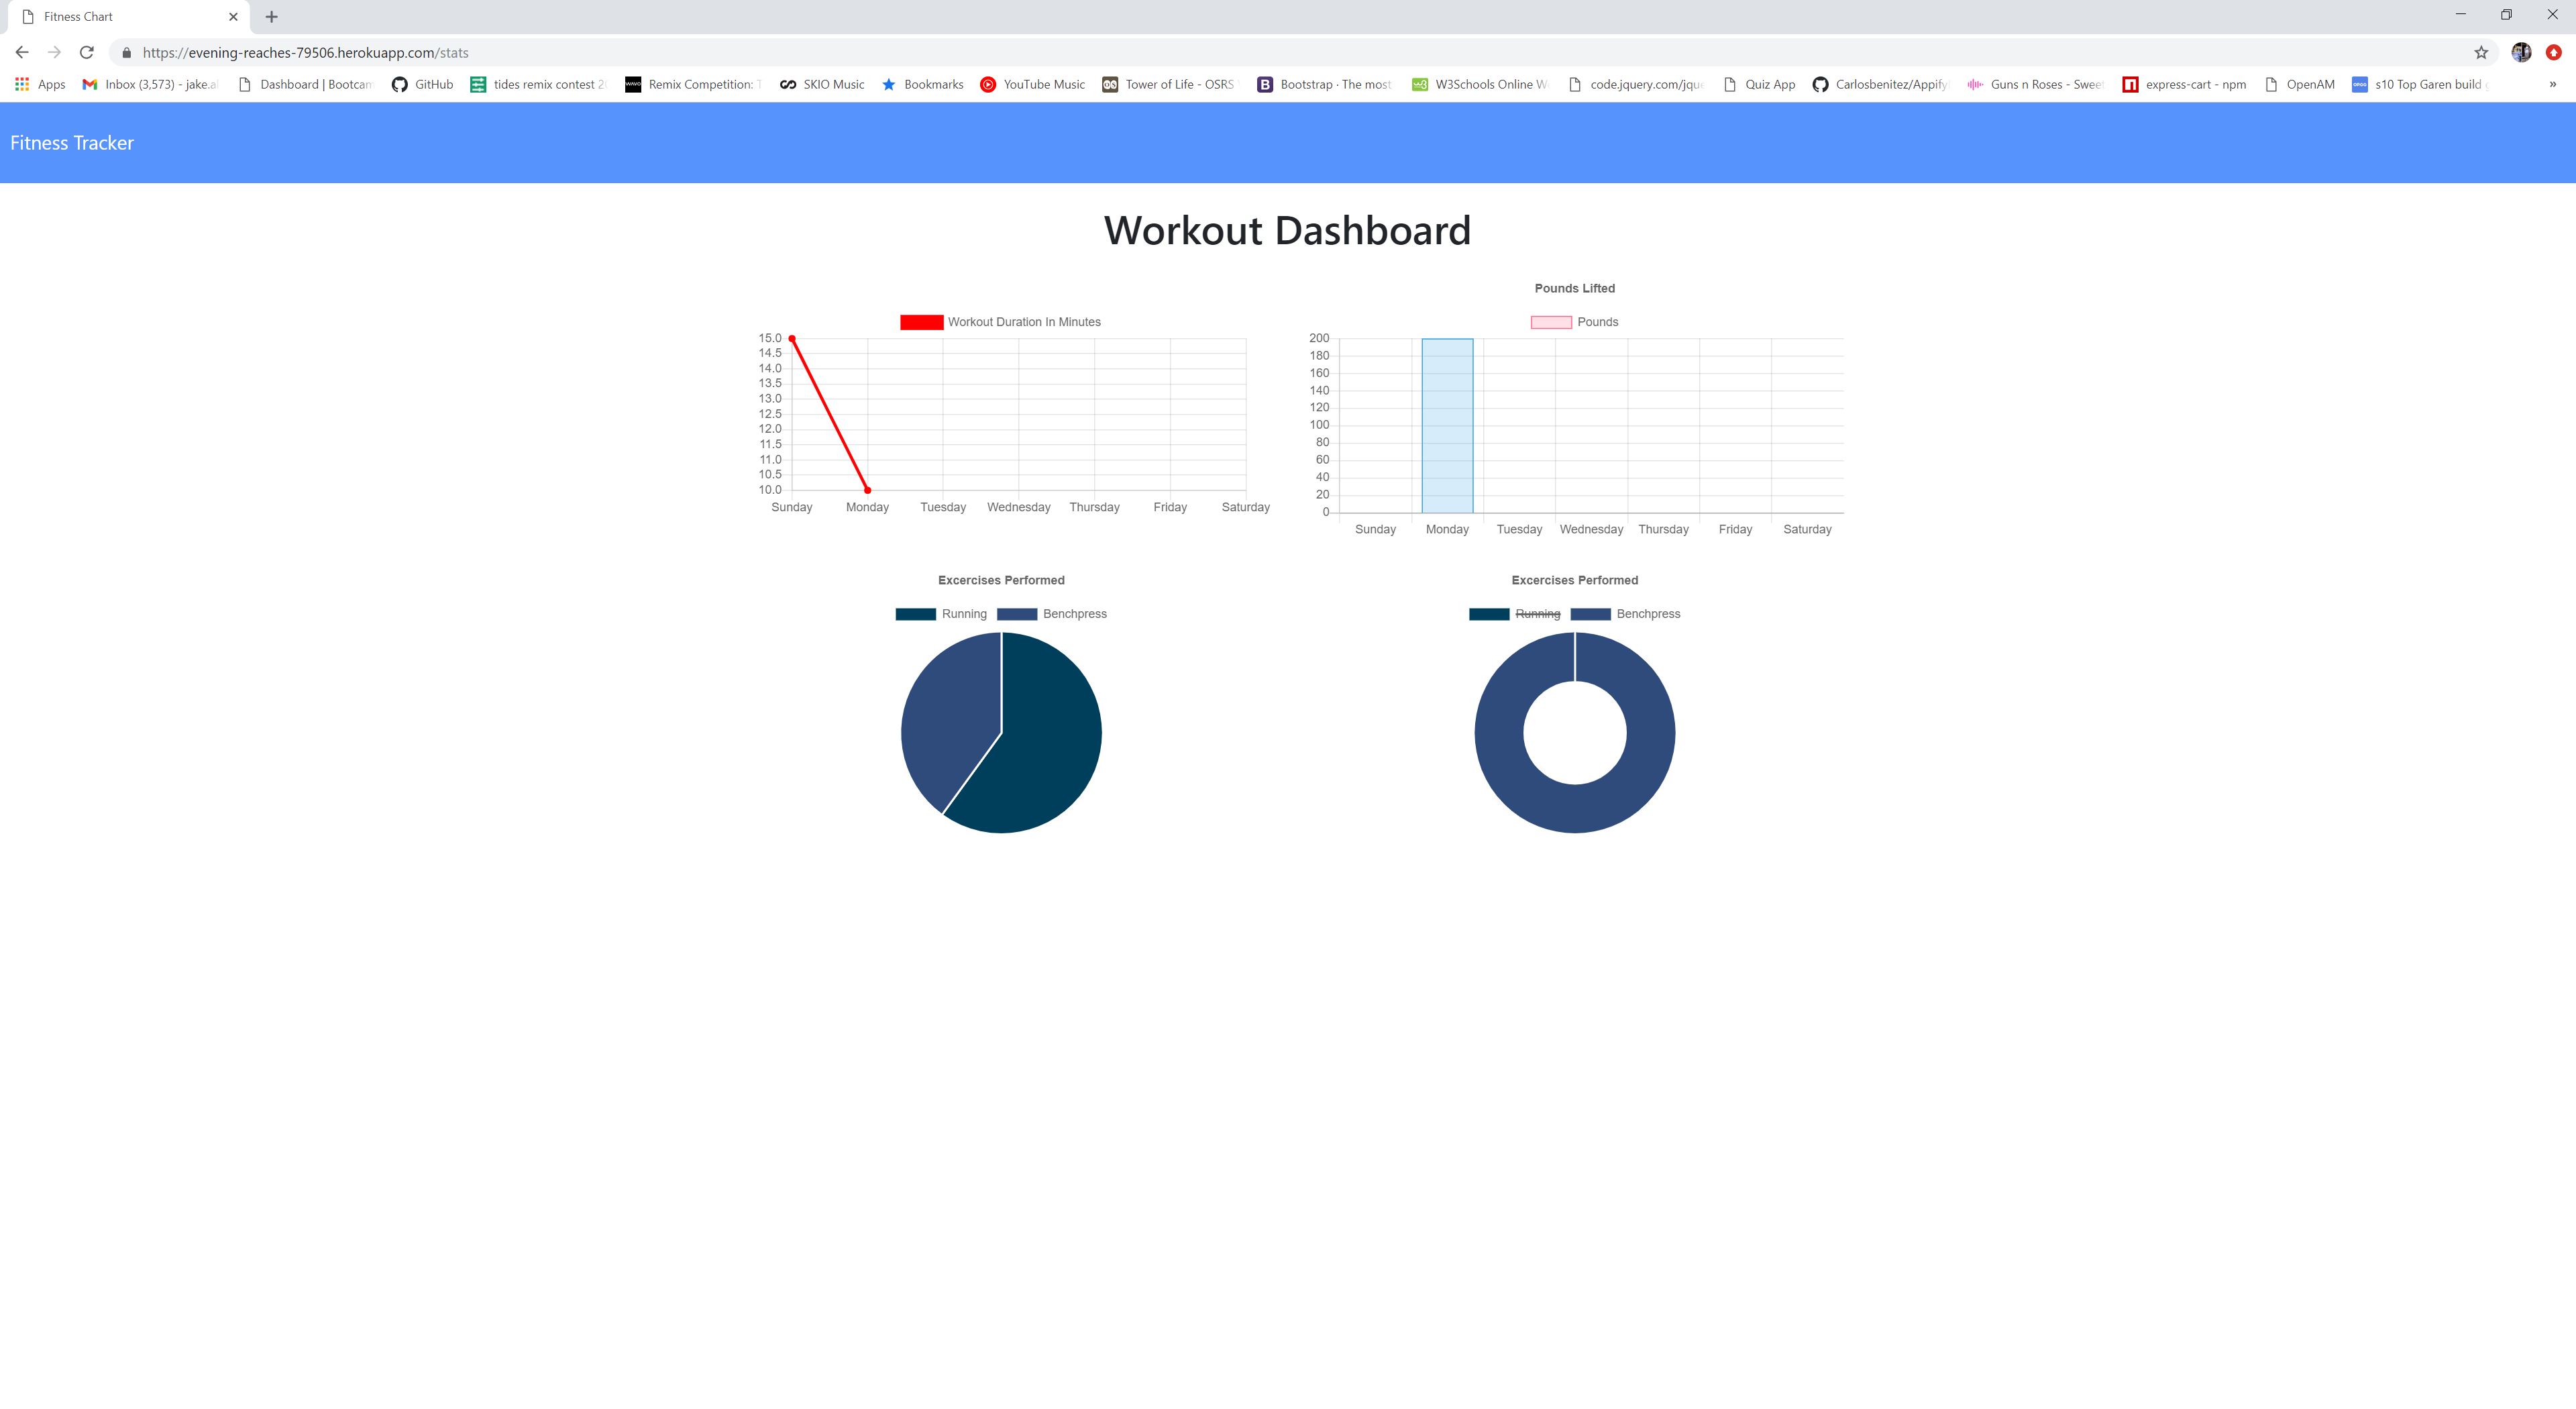 Fitness Chart
https://evening-reaches-79506.herokuapp.com/stats
Apps Inbox (3,573) - jake.a Dashboard | Bootcam GitHub tides remix contest 2 Remix Competition: SKIO Music Bookmarks YouTube Music Tower of Life - OSRS Bootstrap · The most W3Schools Online W code.jquery.com/jque Quiz App Carlosbenitez/Appify Guns n Roses - Swee express-cart - npm OpenAM s10 Top Garen build »
Fitness Tracker
Workout Dashboard
Workout Duration In Minutes
15.0
14.5
14.0
13.5
13.0
12.5
12.0
11.5
11.0
10.5
10.0
Sunday Monday Tuesday Wednesday Thursday Friday Saturday
Pounds Lifted
Pounds
200
180
160
140
120
100
80
60
40
20
0
Sunday Monday Tuesday Wednesday Thursday Friday Saturday
Excercises Performed
Running Benchpress
Excercises Performed
Running Benchpress